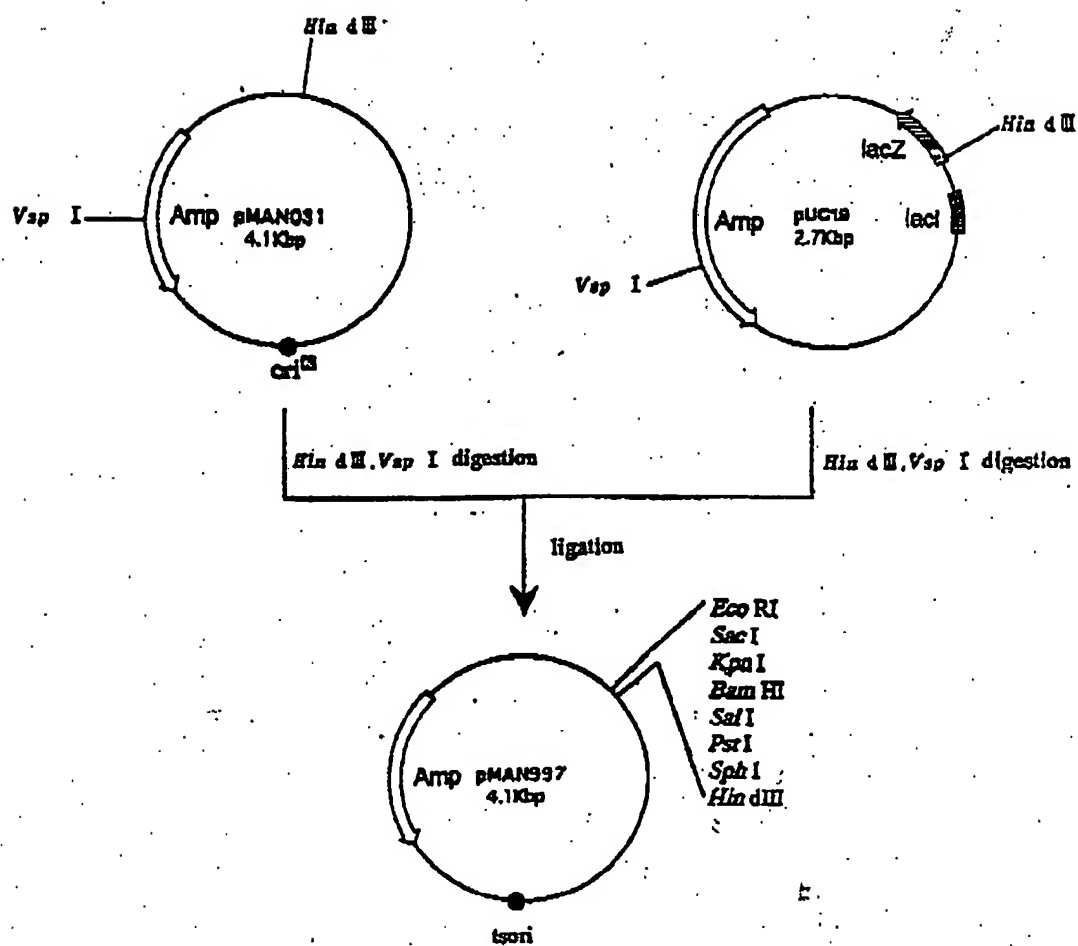 Hin dIII
Hin dIII
lacZ
Vsp I
Amp
pMAN031
4.1Kbp
Amp
pUC19
2.7Kbp
lacI
Vsp I
ori
Hin dIII, Vsp I digestion
Hin dIII, Vsp I digestion
ligation
Eco RI
Sac I
Kpn I
Bam HI
Sal I
Pst I
Sph I
Hin dIII
Amp
pMAN997
4.1Kbp
tsori